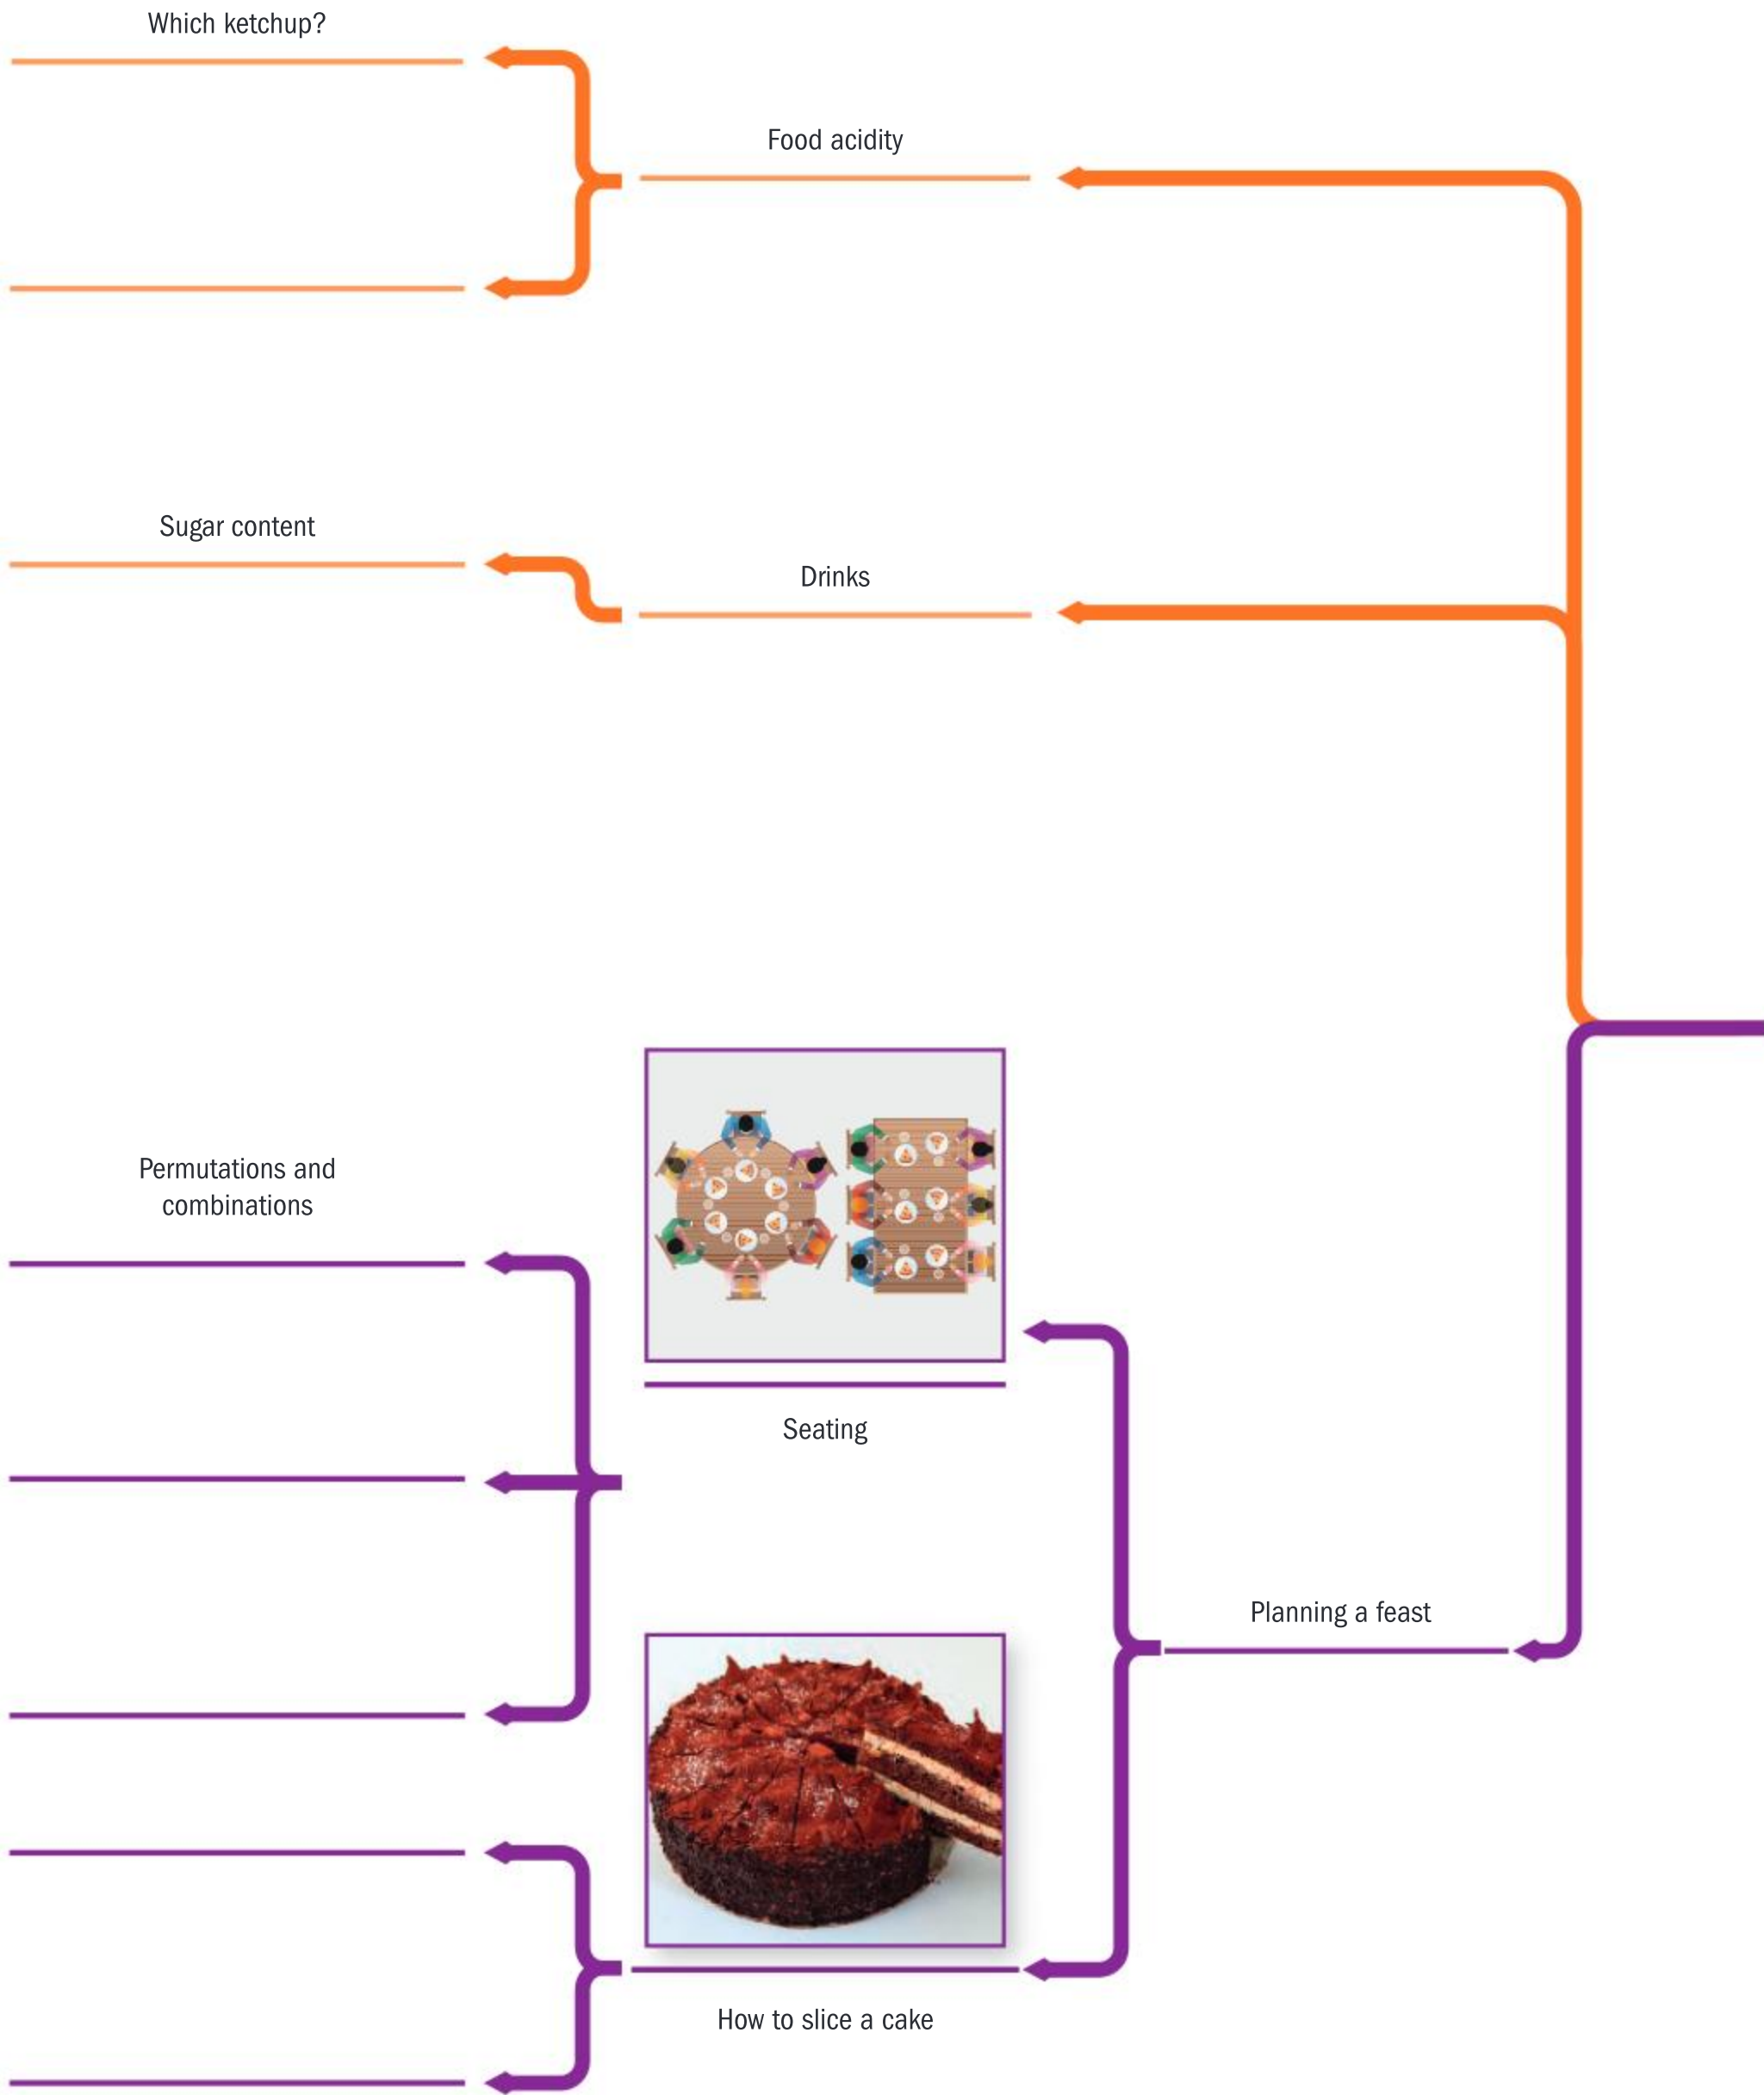 Which ketchup?
Food acidity
Sugar content
Drinks
Permutations and
combinations
Seating
Planning a feast
How to slice a cake